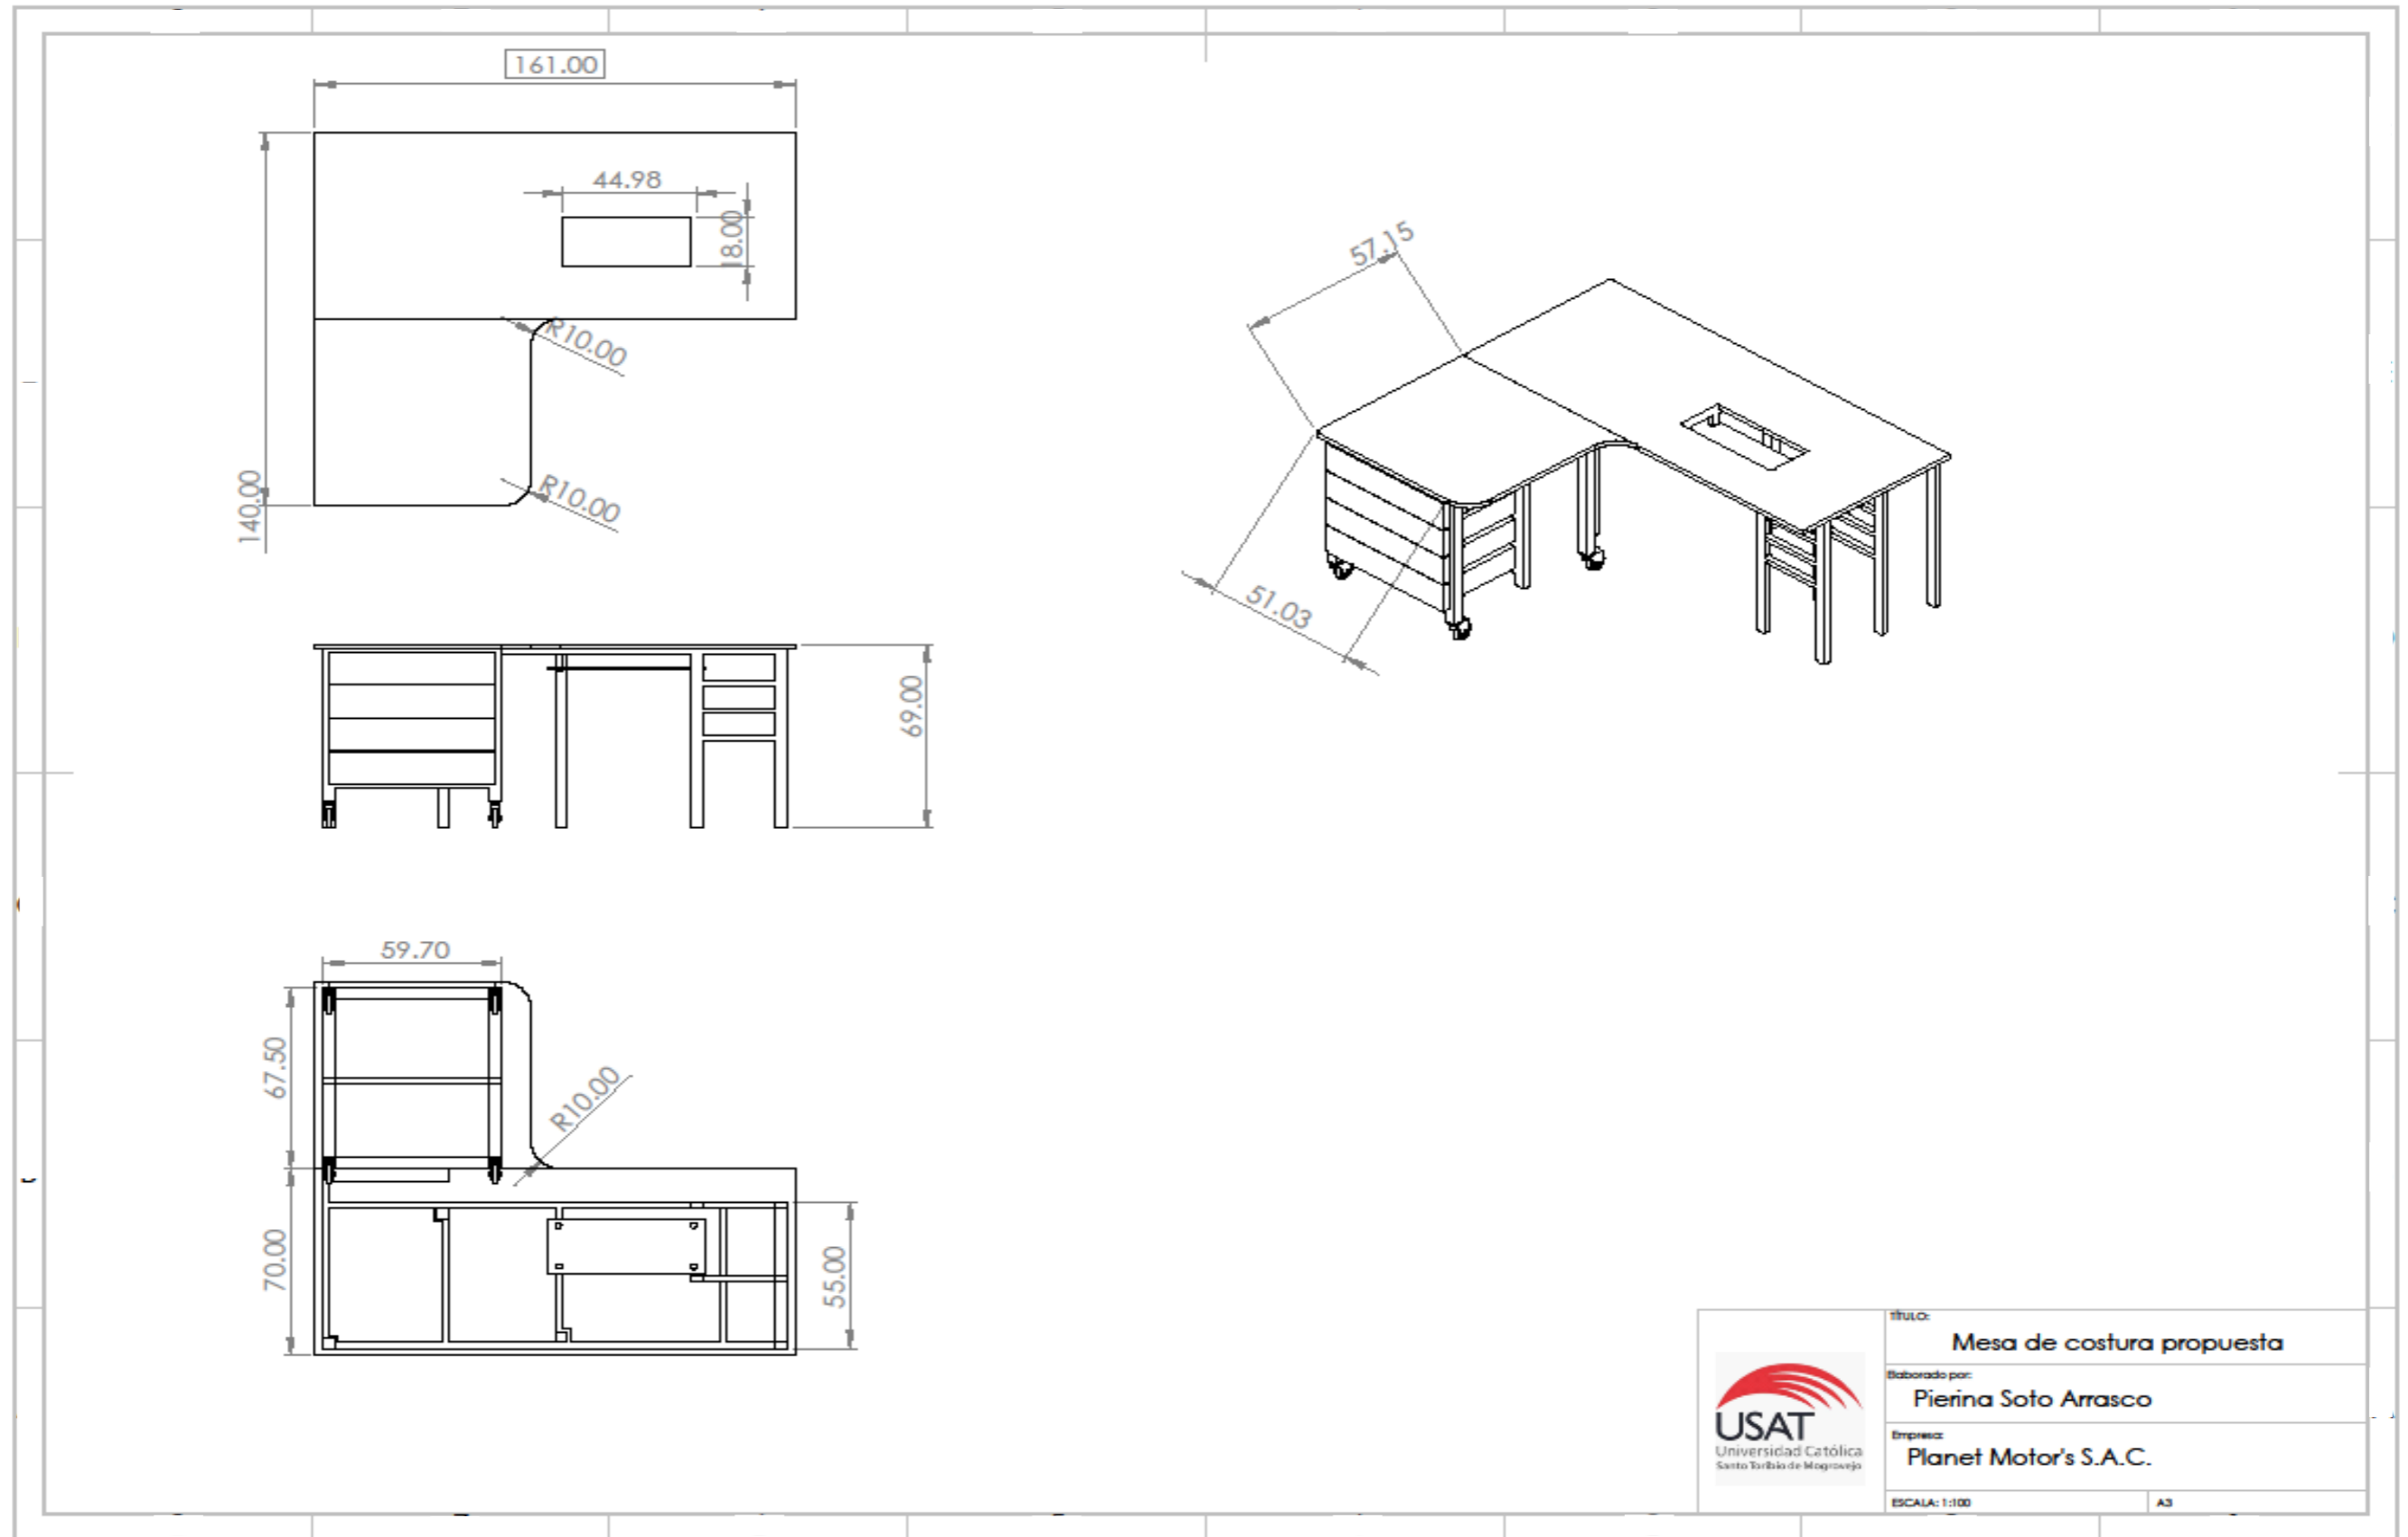 161.00
44.98
18.00
R10.00
R10.00
140.00
57.15
51.03
69.00
59.70
67.50
R10.00
70.00
55.00
TÍTULO:
Mesa de costura propuesta
Elaborado por:
Pierina Soto Arrasco
Empresa:
Planet Motor's S.A.C.
ESCALA: 1:100
A3
USAT
Universidad Católica
Santo Toribio de Mogrovejo